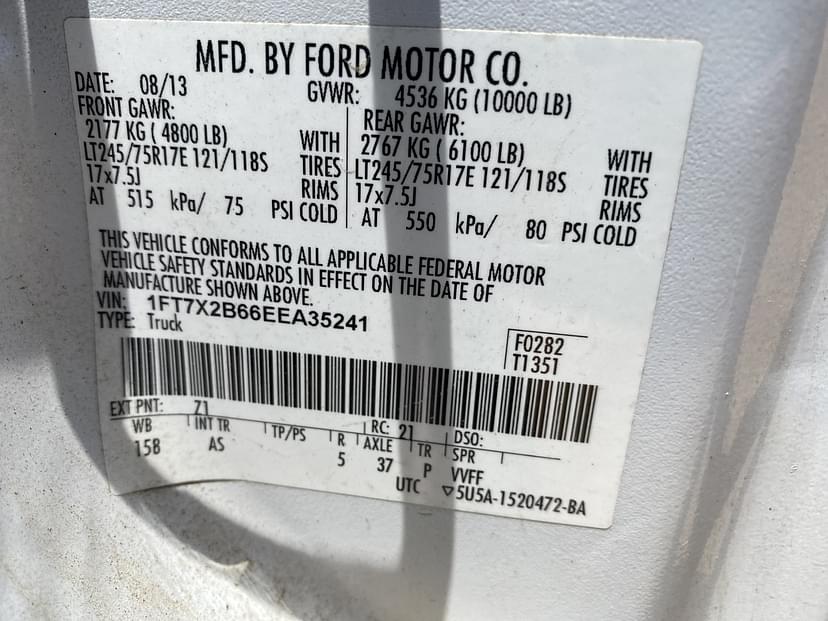 MFD. BY FORD MOTOR CO.
DATE: 08/13 GVWR: 4536 KG (10000 LB)
FRONT GAWR:
2177 KG ( 4800 LB) WITH
LT245/75R17E 121/118S TIRES
17x7.5J RIMS
AT 515 kPa/ 75 PSI COLD
REAR GAWR:
2767 KG ( 6100 LB) WITH
LT245/75R17E 121/118S TIRES
17x7.5J RIMS
AT 550 kPa/ 80 PSI COLD
THIS VEHICLE CONFORMS TO ALL APPLICABLE FEDERAL MOTOR
VEHICLE SAFETY STANDARDS IN EFFECT ON THE DATE OF
MANUFACTURE SHOWN ABOVE.
VIN: 1FT7X2B66EEA35241
TYPE: Truck
F0282
T1351
EXT PNT: Z1 RC: 21 DSO:
WB INT TR TP/PS R AXLE TR SPR
158 AS 5 37 P VVFF
UTC ▽5U5A-1520472-BA